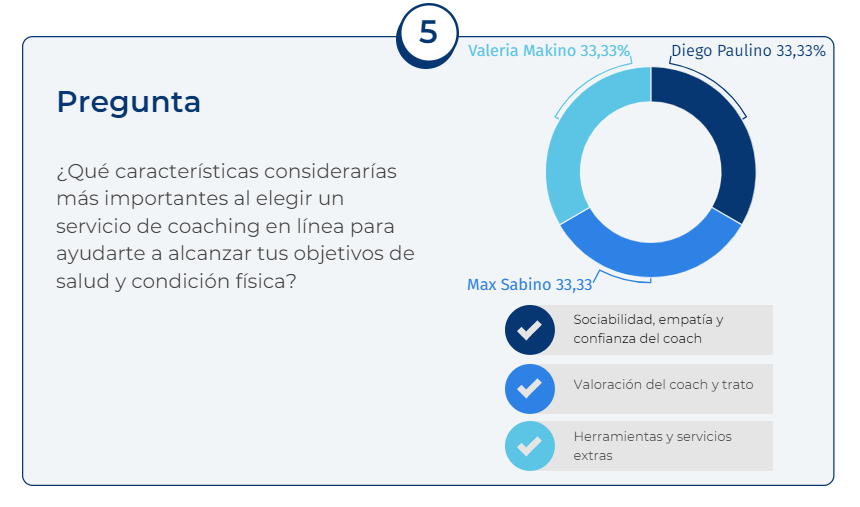 5
Pregunta
¿Qué características considerarías
más importantes al elegir un
servicio de coaching en línea para
ayudarte a alcanzar tus objetivos de
salud y condición física?
Valeria Makino 33,33%
Diego Paulino 33,33%
Max Sabino 33,33
Sociabilidad, empatía y
confianza del coach
Valoración del coach y trato
Herramientas y servicios
extras